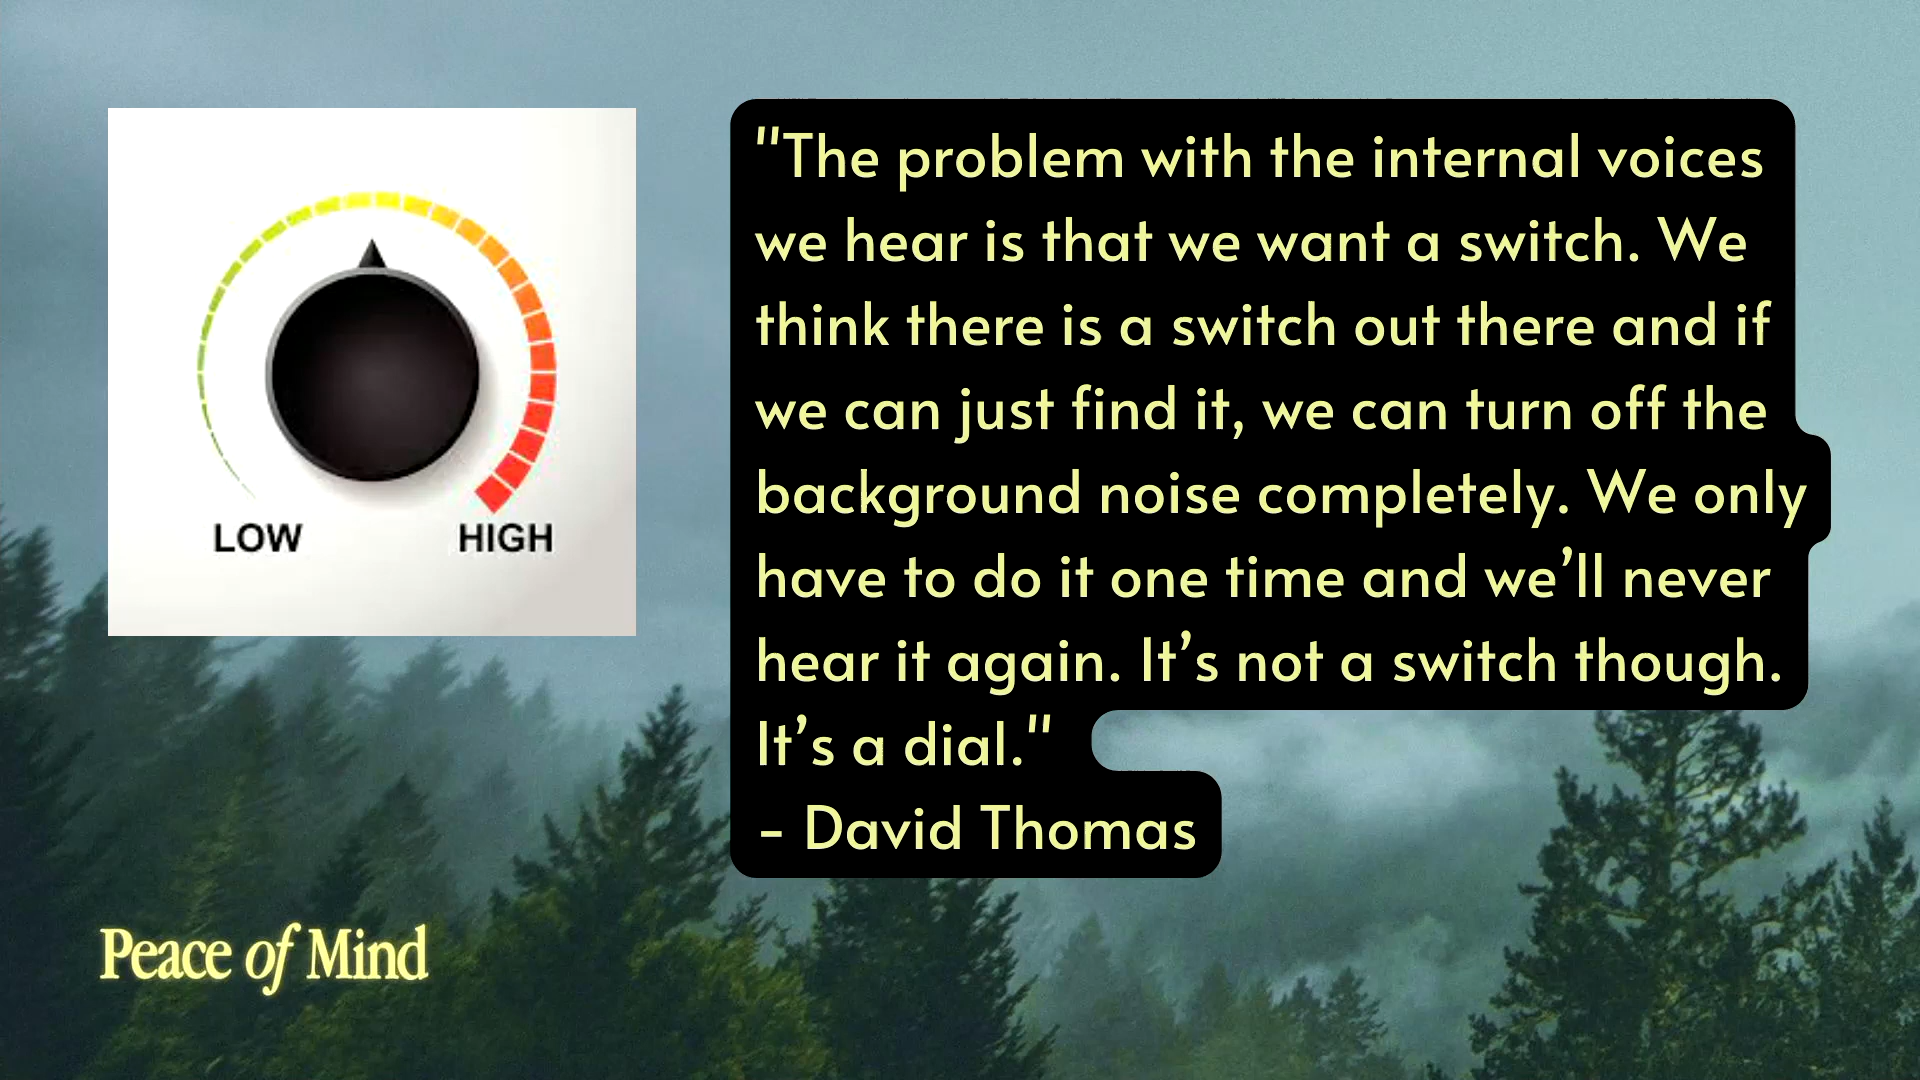 LOW HIGH
"The problem with the internal voices
we hear is that we want a switch. We
think there is a switch out there and if
we can just find it, we can turn off the
background noise completely. We only
have to do it one time and we’ll never
hear it again. It’s not a switch though.
It’s a dial."
- David Thomas
Peace of Mind